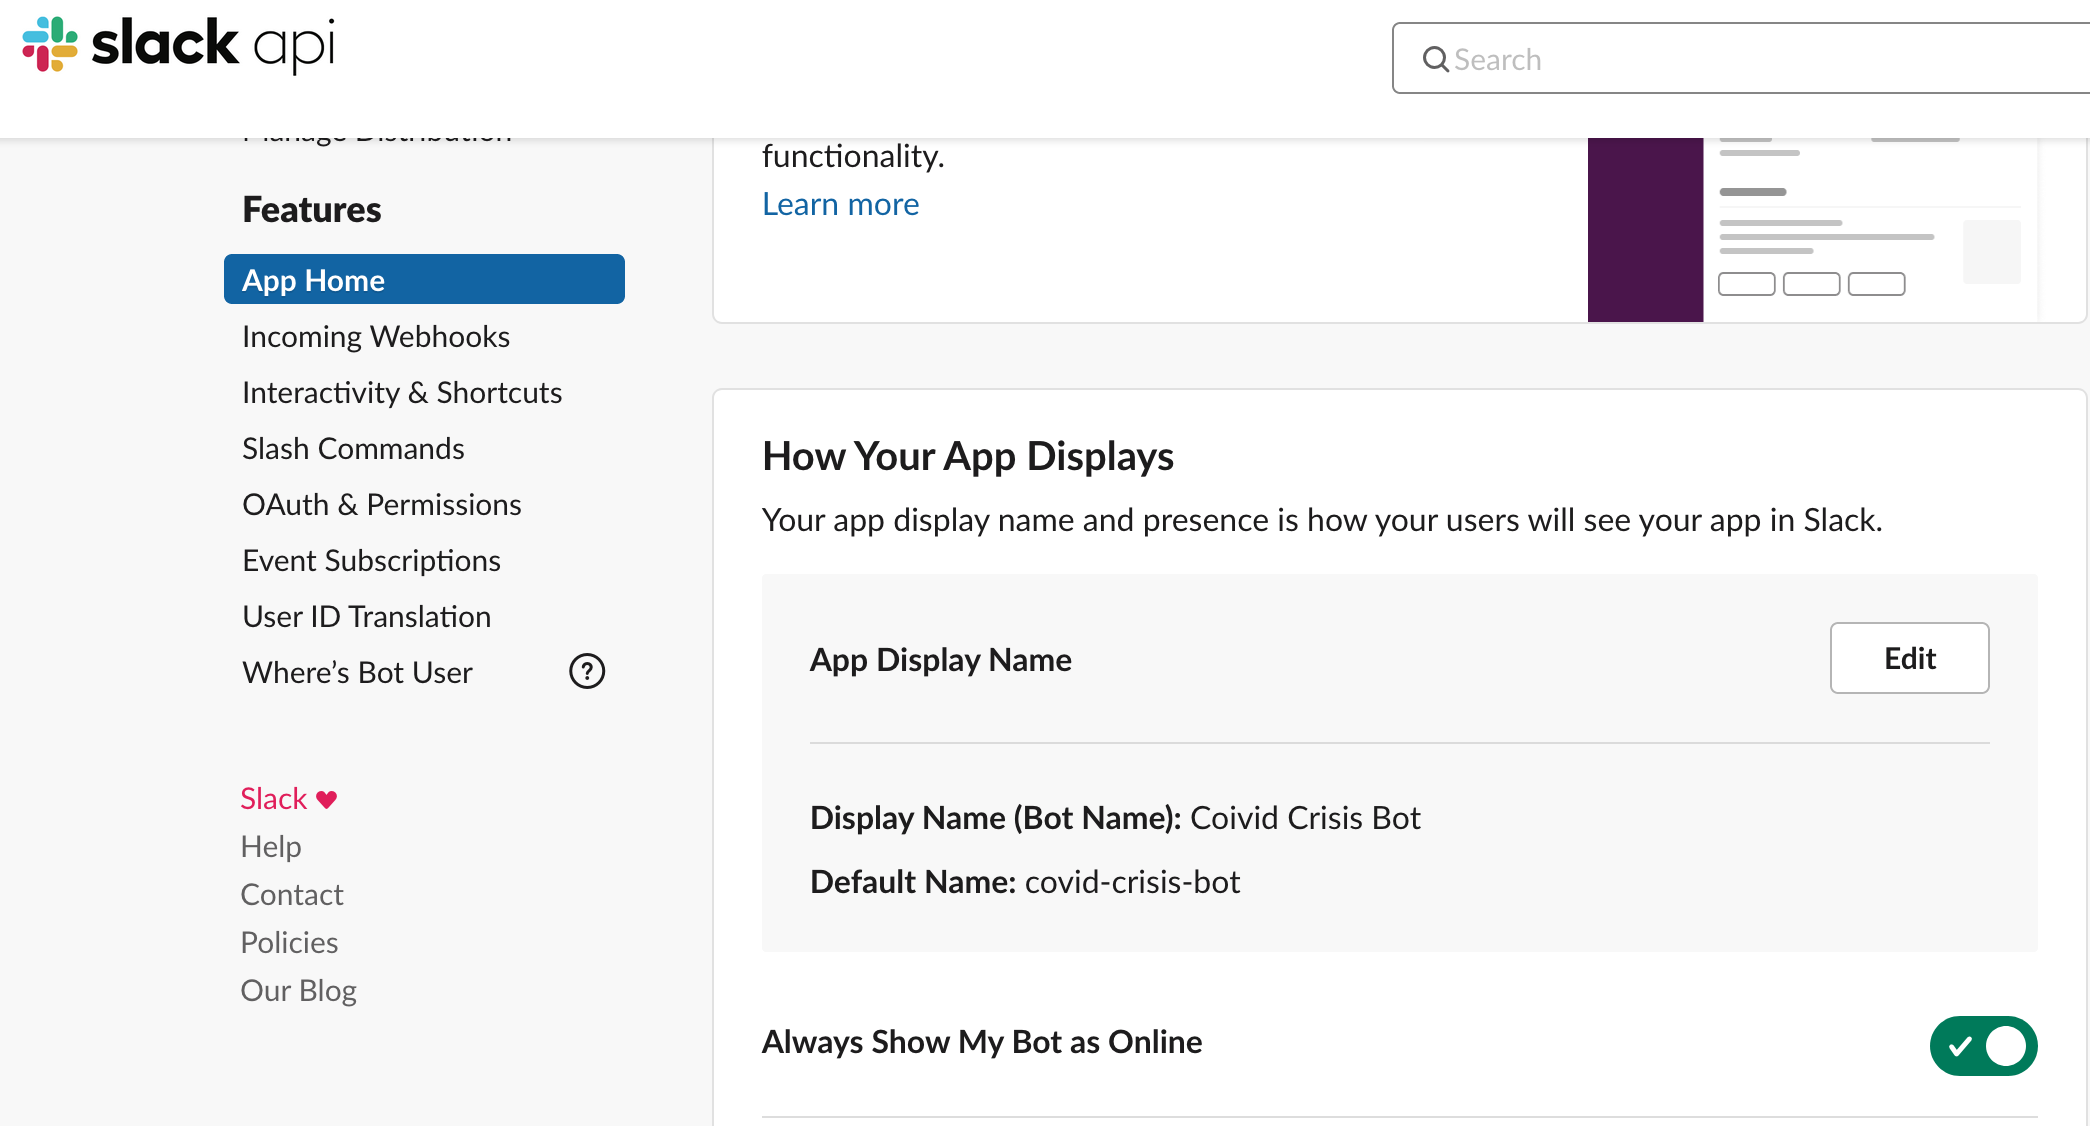 slack api
Search
Manage Distribution
Features
App Home
Incoming Webhooks
Interactivity & Shortcuts
Slash Commands
OAuth & Permissions
Event Subscriptions
User ID Translation
Where’s Bot User
?
Slack ♥
Help
Contact
Policies
Our Blog
functionality.
Learn more
How Your App Displays
Your app display name and presence is how your users will see your app in Slack.
App Display Name
Edit
Display Name (Bot Name): Coivid Crisis Bot
Default Name: covid-crisis-bot
Always Show My Bot as Online